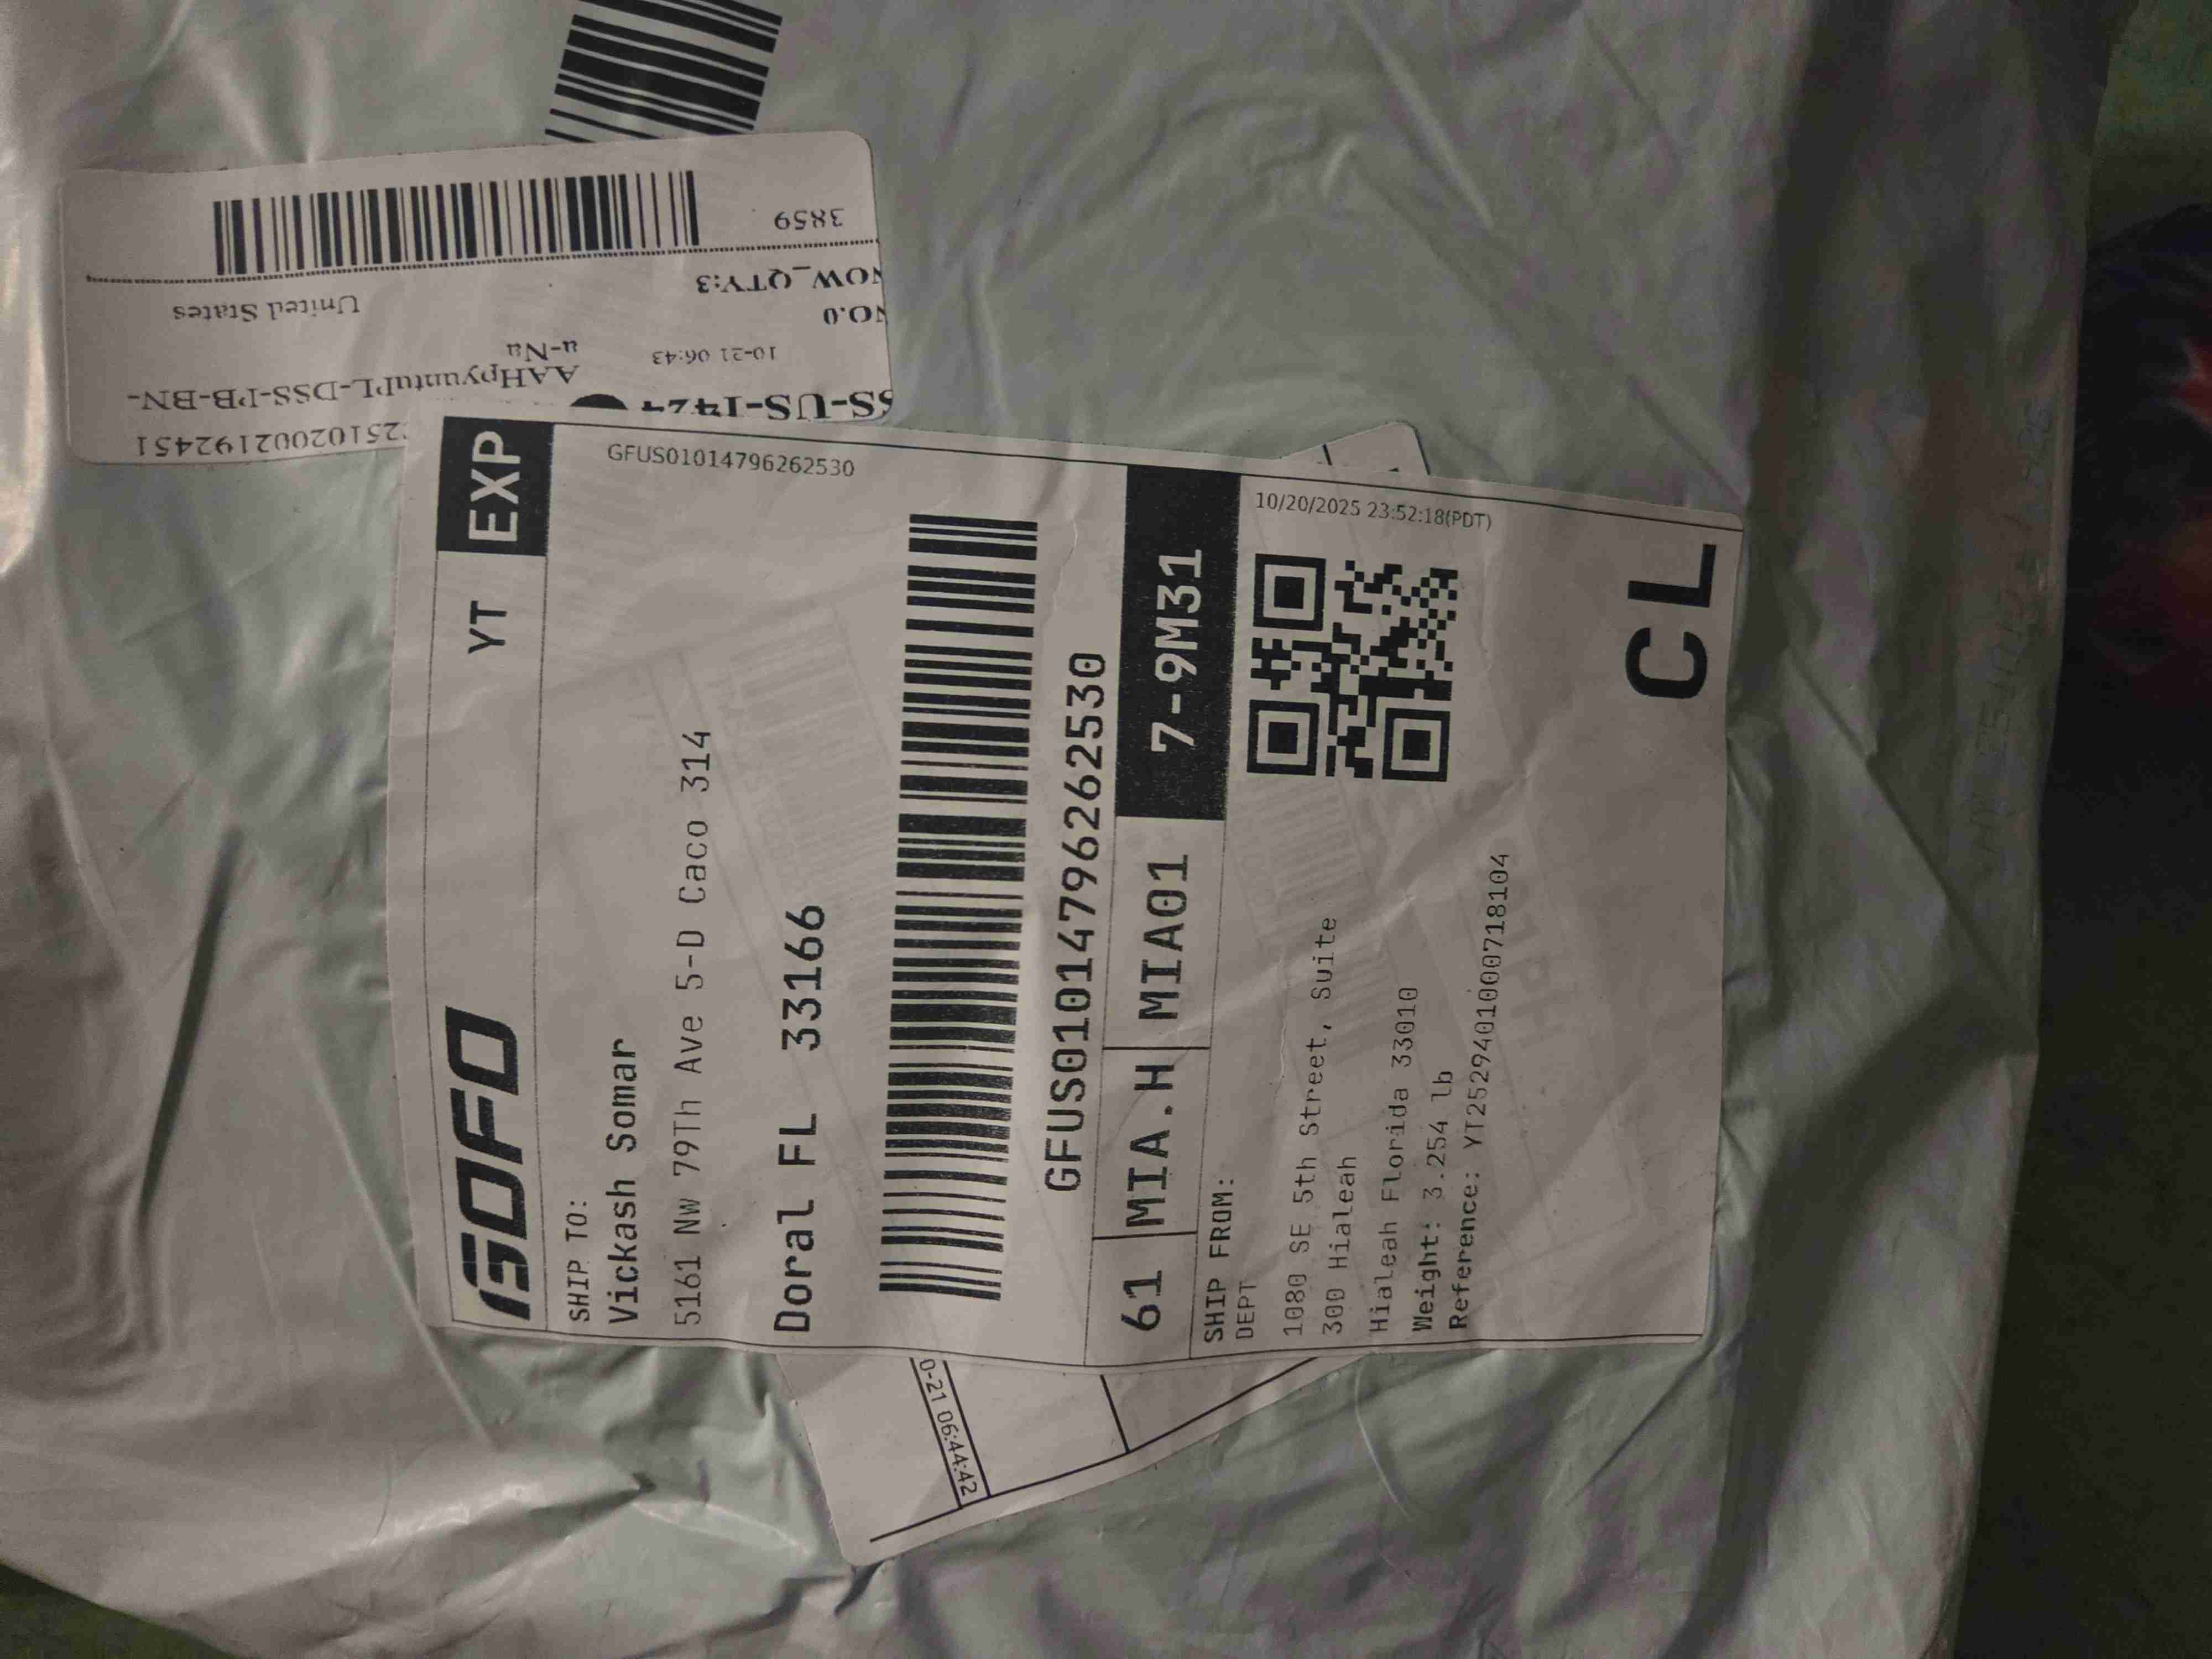 GOFO
YT EXP
GFUS01014796262530
SHIP TO:
Vickash Somar
5161 Nw 79Th Ave 5-D Caco 314
Doral FL 33166
GFUS01014796262530
61 MIA.H MIA01 7-9M31
SHIP FROM:
DEPT
10/20/2025 23:52:18(PDT)
1080 SE 5th Street, Suite
300 Hialeah
Hialeah Florida 33010
Weight: 3.254 lb
Reference: YT2529401000718104
CL
25102002192451
AAHpyuntuPL-DSS-PB-BN-
u-Na
10-21 06:43
United States
NO.0
NOW_QTY:3
3859
0-21 06:44:42